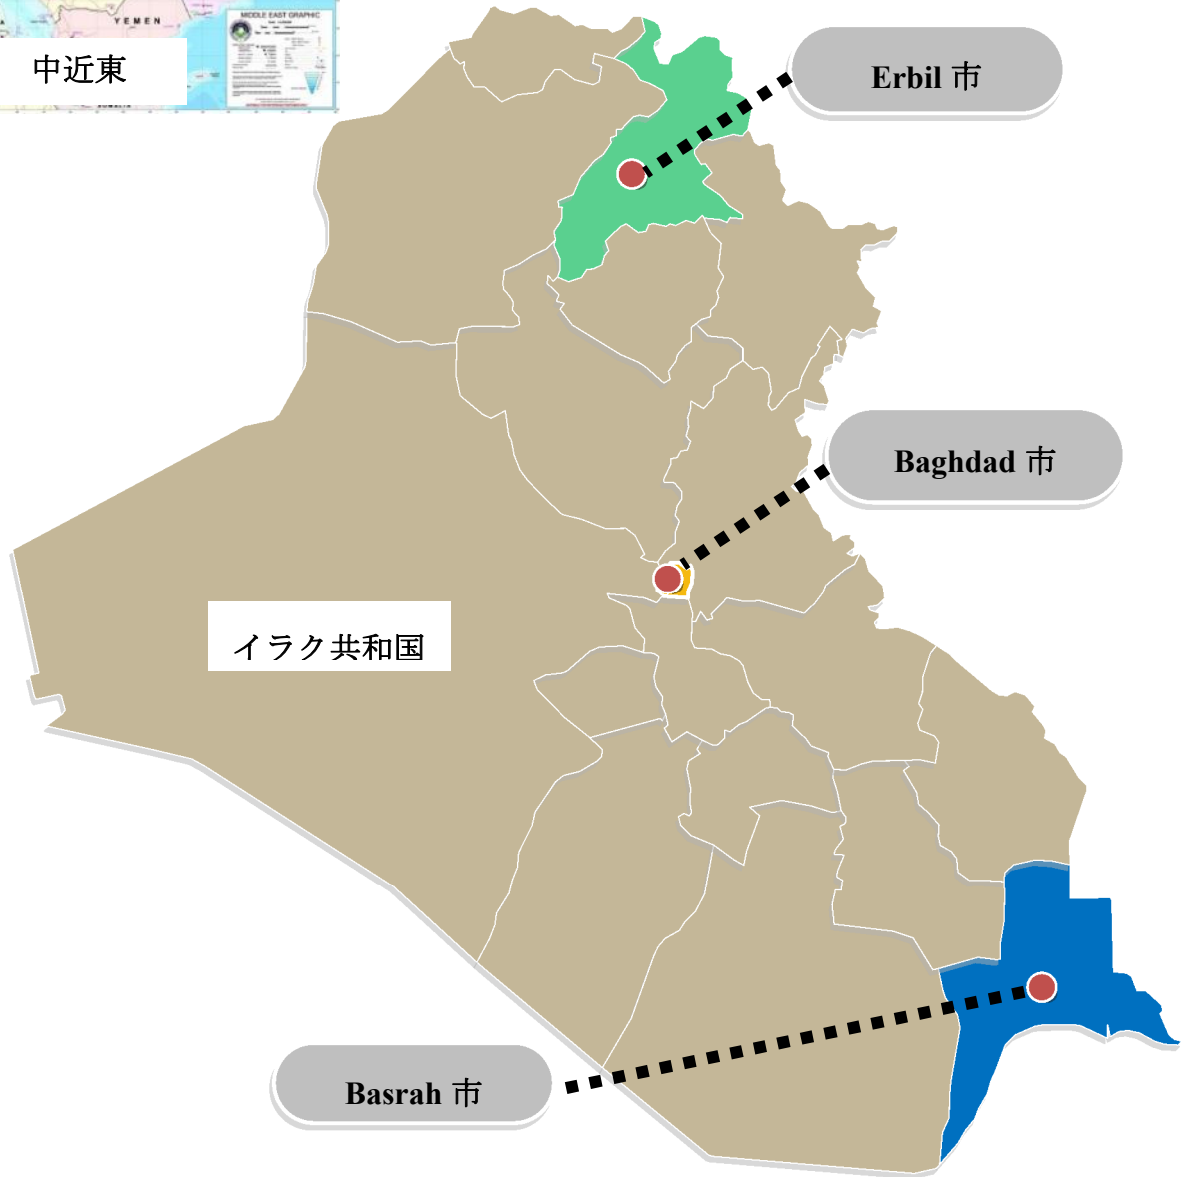 YEMEN
MIDDLE EAST GRAPHIC
中近東
SOMALIA
Erbil 市
Baghdad 市
イラク共和国
Basrah 市